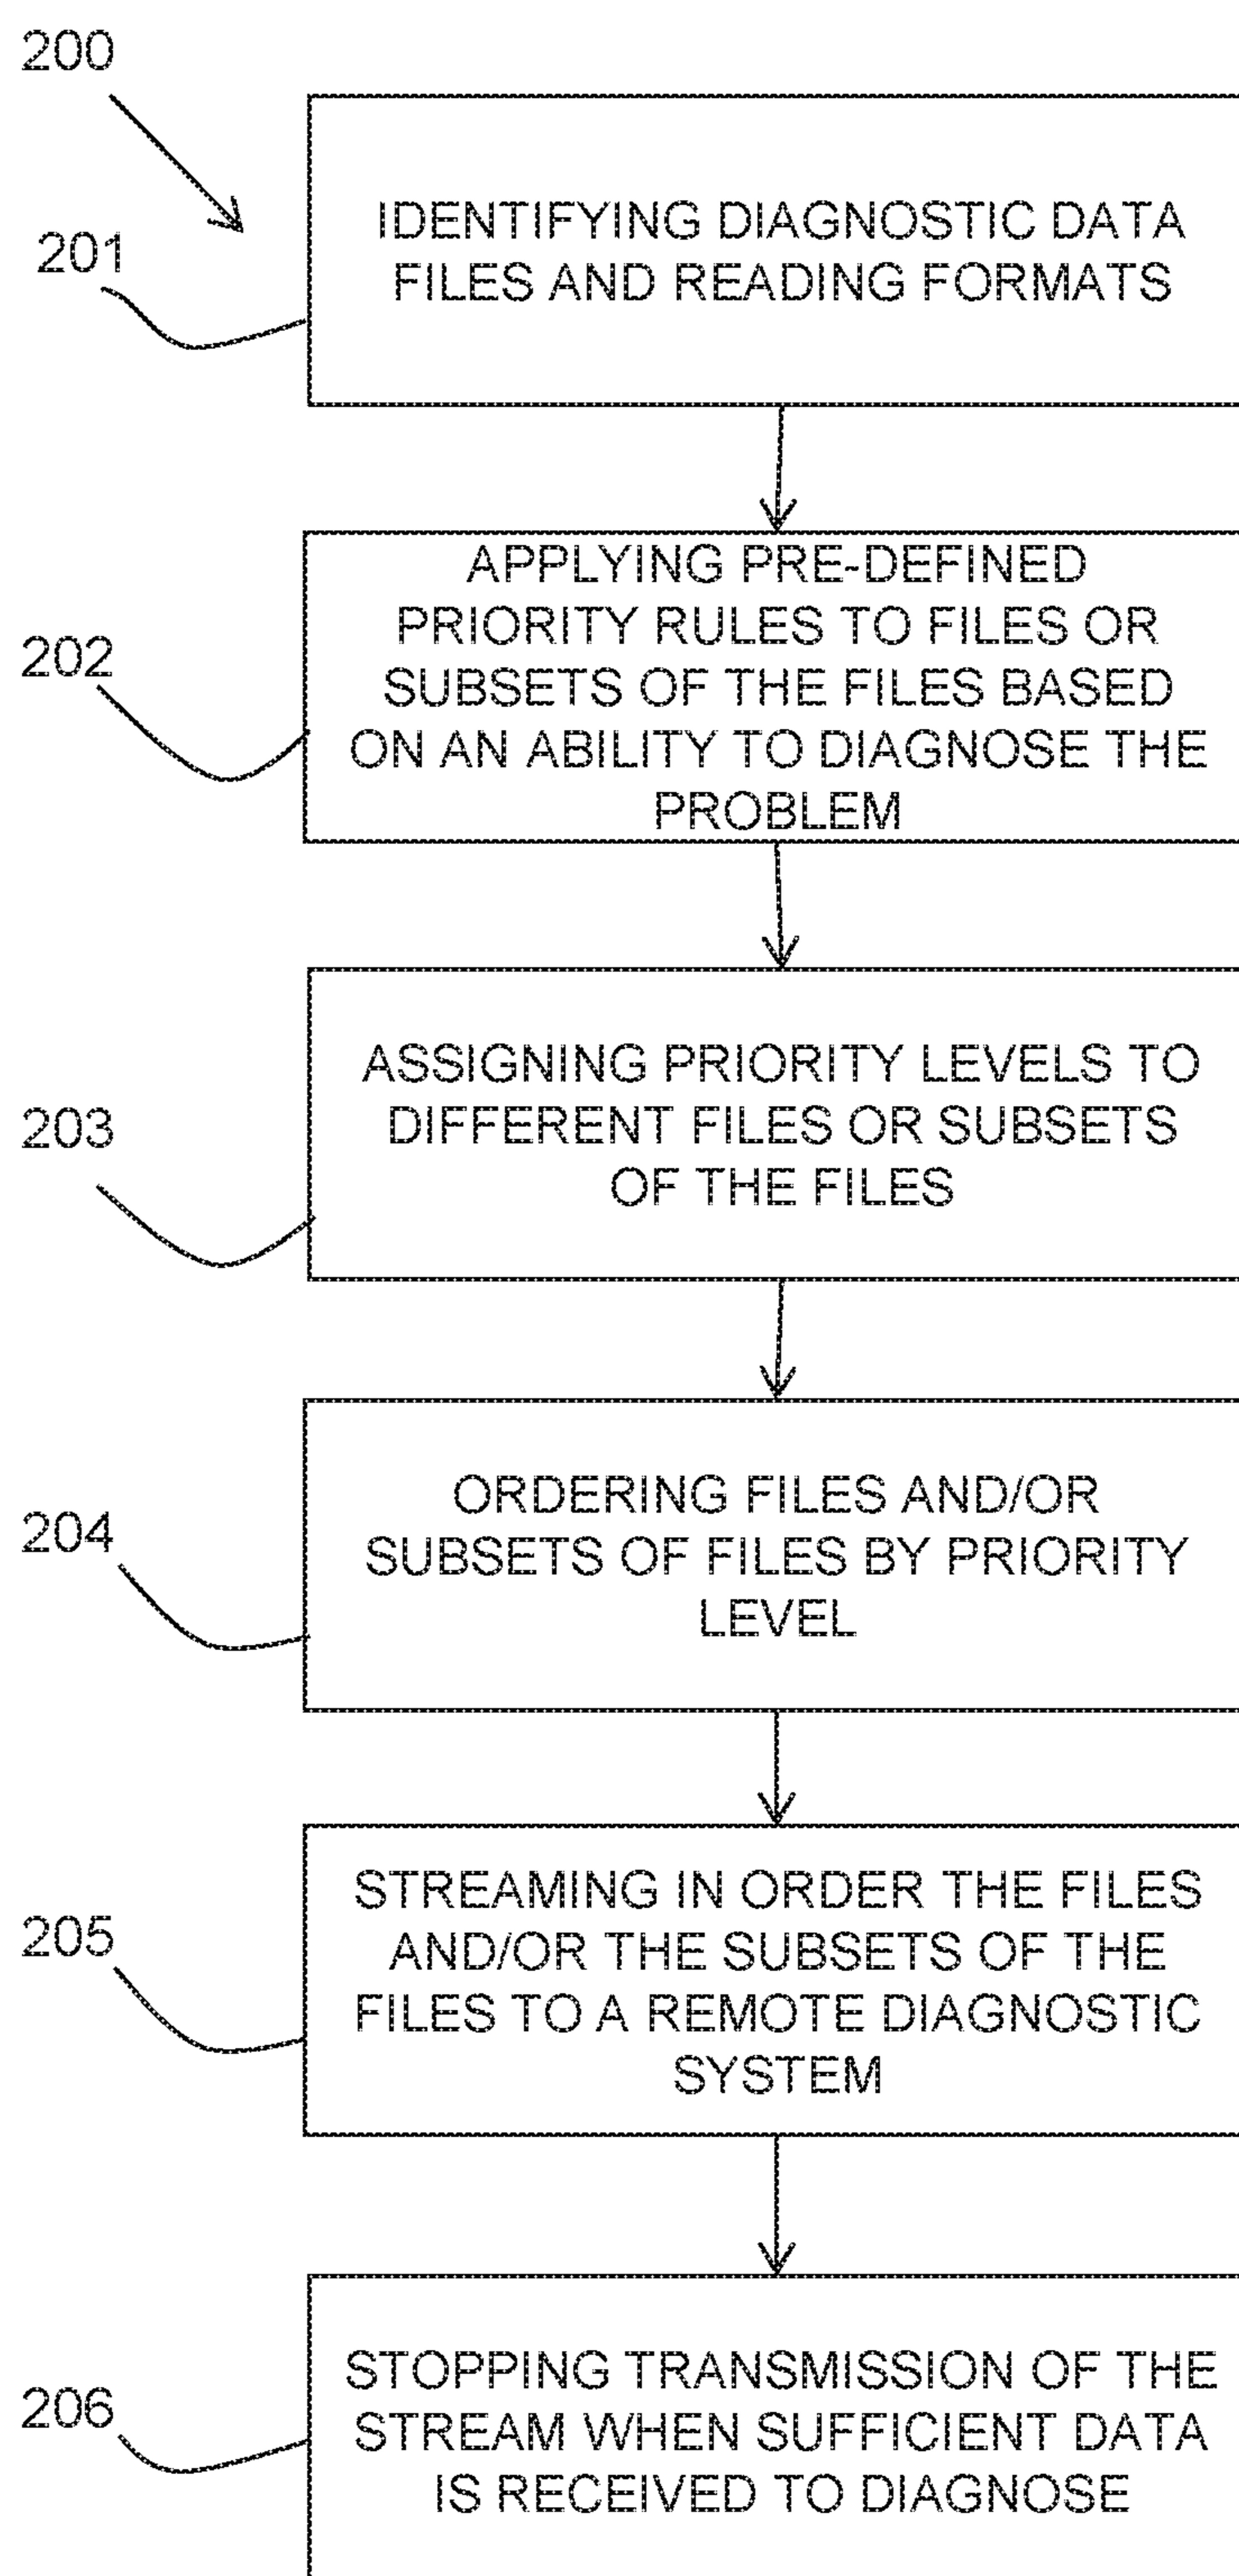 200
201
IDENTIFYING DIAGNOSTIC DATA
FILES AND READING FORMATS
202
APPLYING PRE-DEFINED
PRIORITY RULES TO FILES OR
SUBSETS OF THE FILES BASED
ON AN ABILITY TO DIAGNOSE THE
PROBLEM
203
ASSIGNING PRIORITY LEVELS TO
DIFFERENT FILES OR SUBSETS
OF THE FILES
204
ORDERING FILES AND/OR
SUBSETS OF FILES BY PRIORITY
LEVEL
205
STREAMING IN ORDER THE FILES
AND/OR THE SUBSETS OF THE
FILES TO A REMOTE DIAGNOSTIC
SYSTEM
206
STOPPING TRANSMISSION OF THE
STREAM WHEN SUFFICIENT DATA
IS RECEIVED TO DIAGNOSE